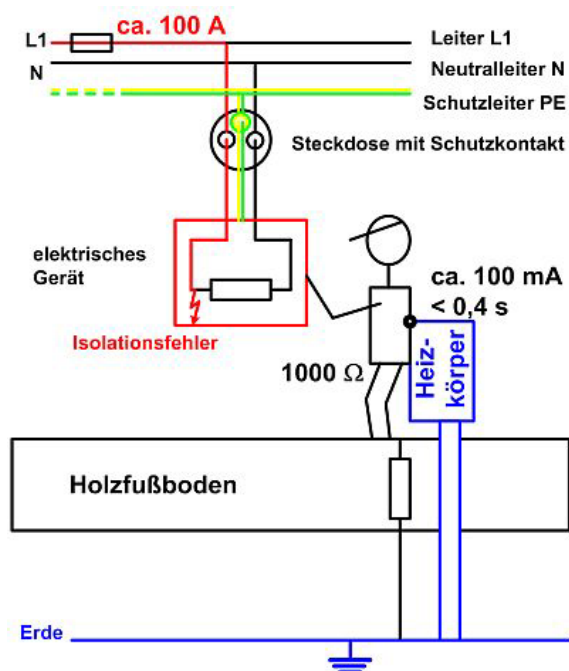 ca. 100 A
L1
Leiter L1
N
Neutralleiter N
Schutzleiter PE
Steckdose mit Schutzkontakt
elektrisches
Gerät
ca. 100 mA
< 0,4 s
Isolationsfehler
1000 Ω
Heiz-
körper
Holzfußboden
Erde